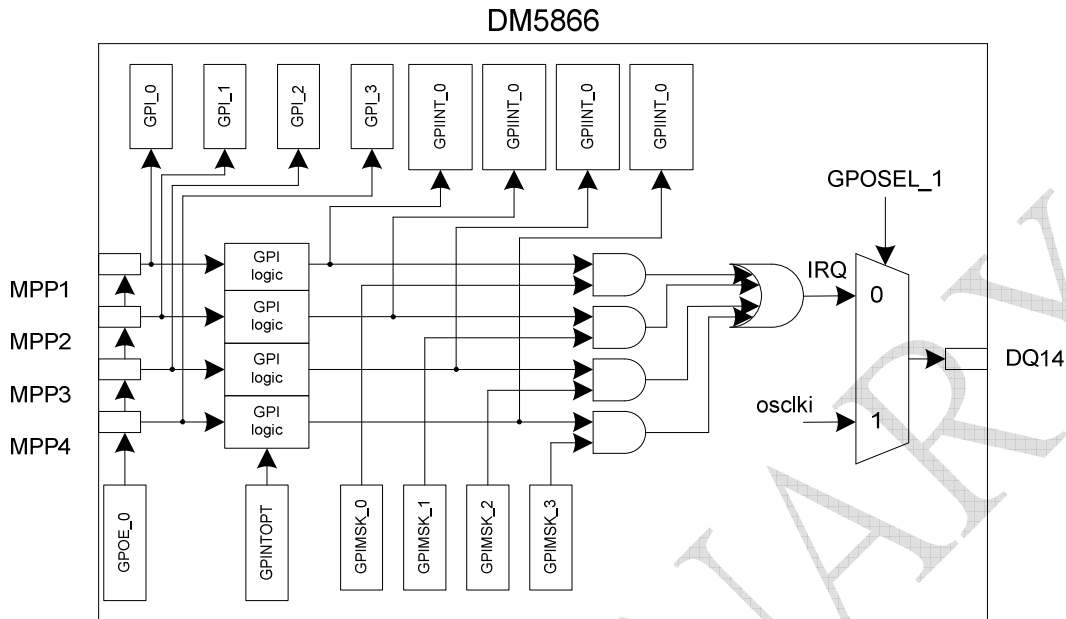 DM5866
GPI_0
GPI_1
GPI_2
GPI_3
GPIINT_0
GPIINT_0
GPIINT_0
GPIINT_0
GPOSEL_1
MPP1
MPP2
MPP3
MPP4
GPI
logic
GPI
logic
GPI
logic
GPI
logic
IRQ
0
osclki
1
DQ14
GPOE_0
GPINTOPT
GPIMSK_0
GPIMSK_1
GPIMSK_2
GPIMSK_3
NARY